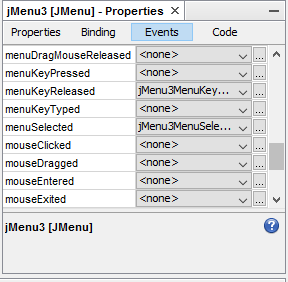 jMenu3 [JMenu] - Properties ×
Properties Binding Events Code
menuDragMouseReleased <none> ...
menuKeyPressed <none> ...
menuKeyReleased jMenu3MenuKey... ...
menuKeyTyped <none> ...
menuSelected jMenu3MenuSele... ...
mouseClicked <none> ...
mouseDragged <none> ...
mouseEntered <none> ...
mouseExited <none> ...
jMenu3 [JMenu] ?